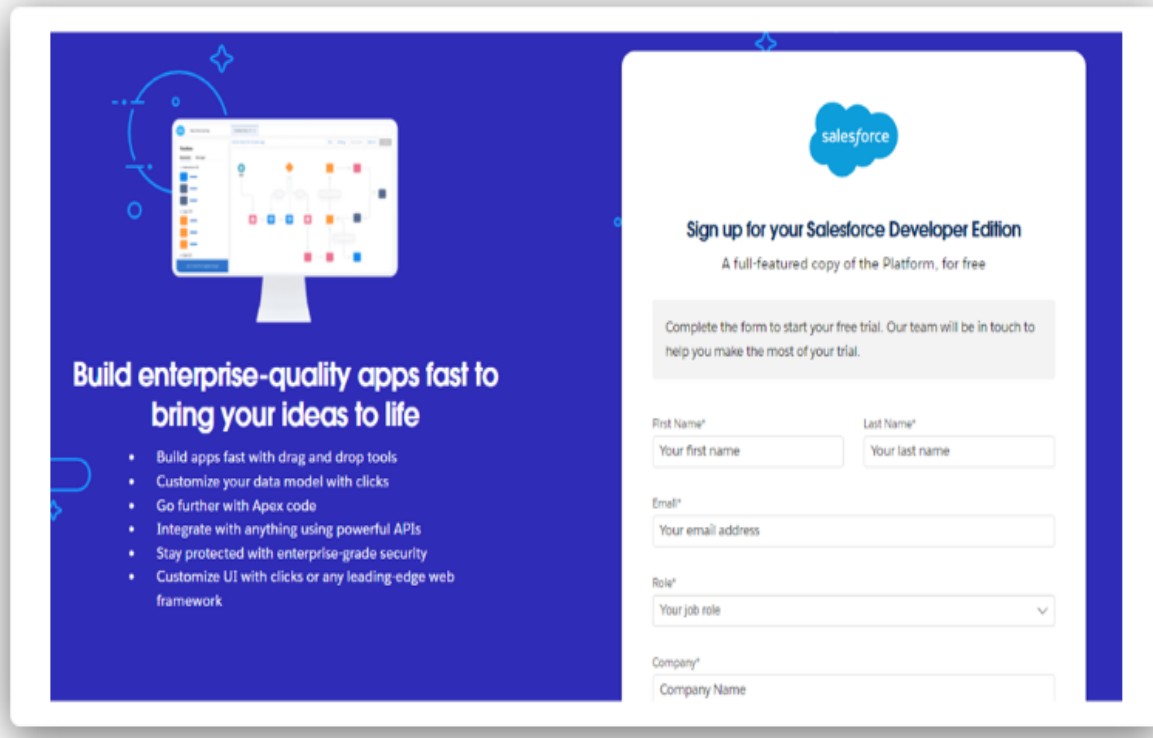 Build enterprise-quality apps fast to
bring your ideas to life
• Build apps fast with drag and drop tools
• Customize your data model with clicks
• Go further with Apex code
• Integrate with anything using powerful APIs
• Stay protected with enterprise-grade security
• Customize UI with clicks or any leading-edge web
framework
salesforce
Sign up for your Salesforce Developer Edition
A full-featured copy of the Platform, for free
Complete the form to start your free trial. Our team will be in touch to
help you make the most of your trial.
First Name* Last Name*
Your first name Your last name
Email*
Your email address
Role*
Your job role
Company*
Company Name